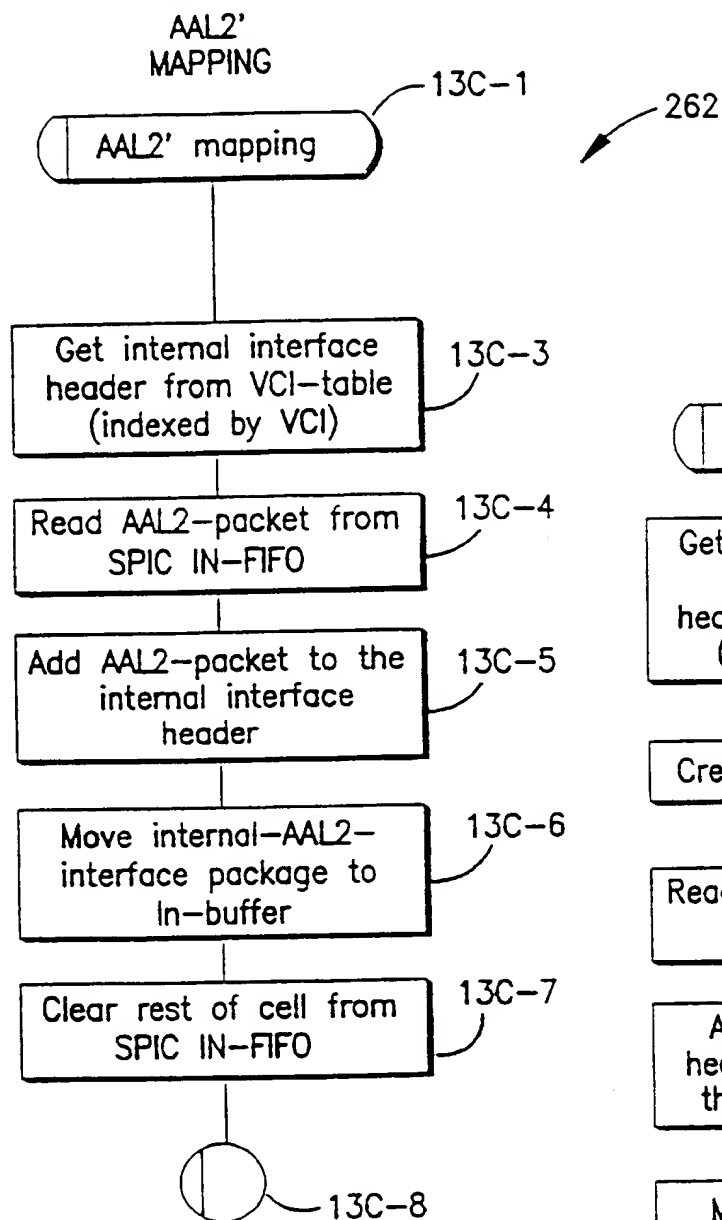 AAL2'
MAPPING
13C-1
262
AAL2' mapping
Get internal interface
header from VCI-table
(indexed by VCI)
13C-3
Read AAL2-packet from
SPIC IN-FIFO
13C-4
Add AAL2-packet to the
internal interface
header
13C-5
Move internal-AAL2-
interface package to
In-buffer
13C-6
Clear rest of cell from
SPIC IN-FIFO
13C-7
13C-8
Get
(